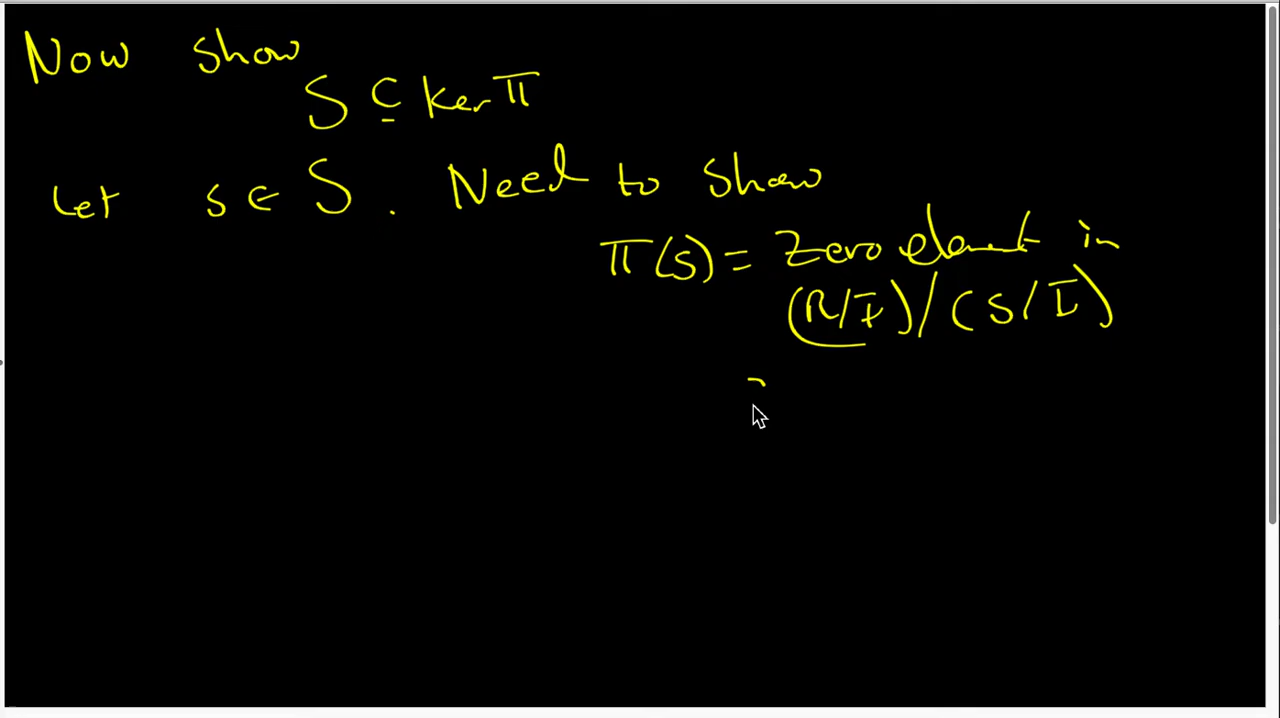 Now show
S ⊆ ker π
Let s ∈ S. Need to show
π(s) = Zero element in
(R/I)/(S/I)